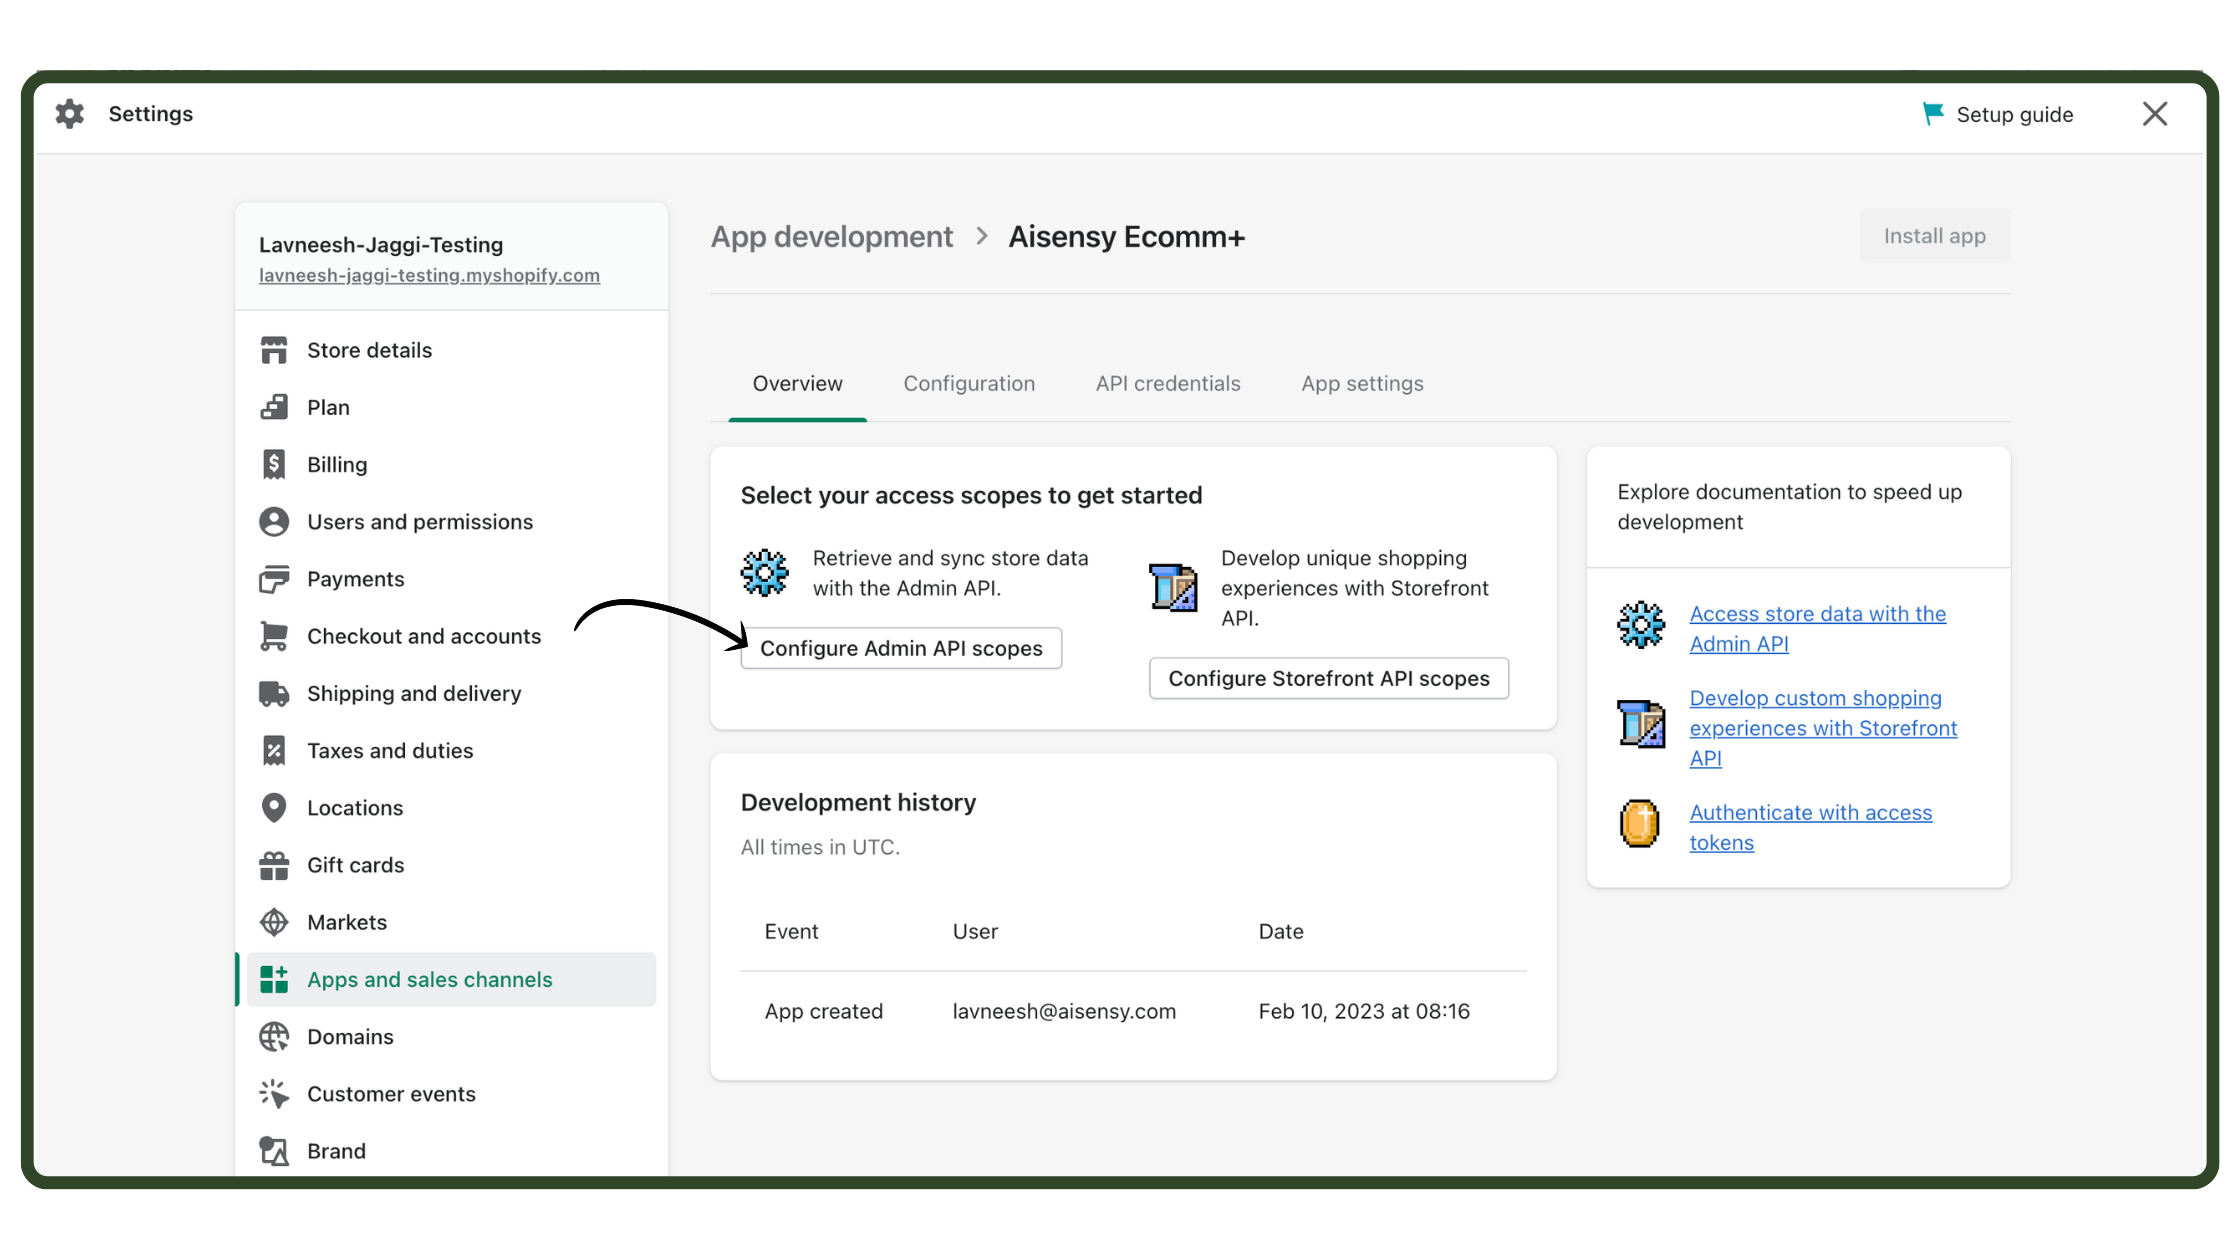 Settings
Setup guide
Lavneesh-Jaggi-Testing
lavneesh-jaggi-testing.myshopify.com
Store details
Plan
Billing
Users and permissions
Payments
Checkout and accounts
Shipping and delivery
Taxes and duties
Locations
Gift cards
Markets
Apps and sales channels
Domains
Customer events
Brand
App development > Aisensy Ecomm+
Install app
Overview
Configuration
API credentials
App settings
Select your access scopes to get started
Retrieve and sync store data
with the Admin API.
Configure Admin API scopes
Develop unique shopping
experiences with Storefront
API.
Configure Storefront API scopes
Development history
All times in UTC.
Event User Date
App created lavneesh@aisensy.com Feb 10, 2023 at 08:16
Explore documentation to speed up
development
Access store data with the
Admin API
Develop custom shopping
experiences with Storefront
API
Authenticate with access
tokens